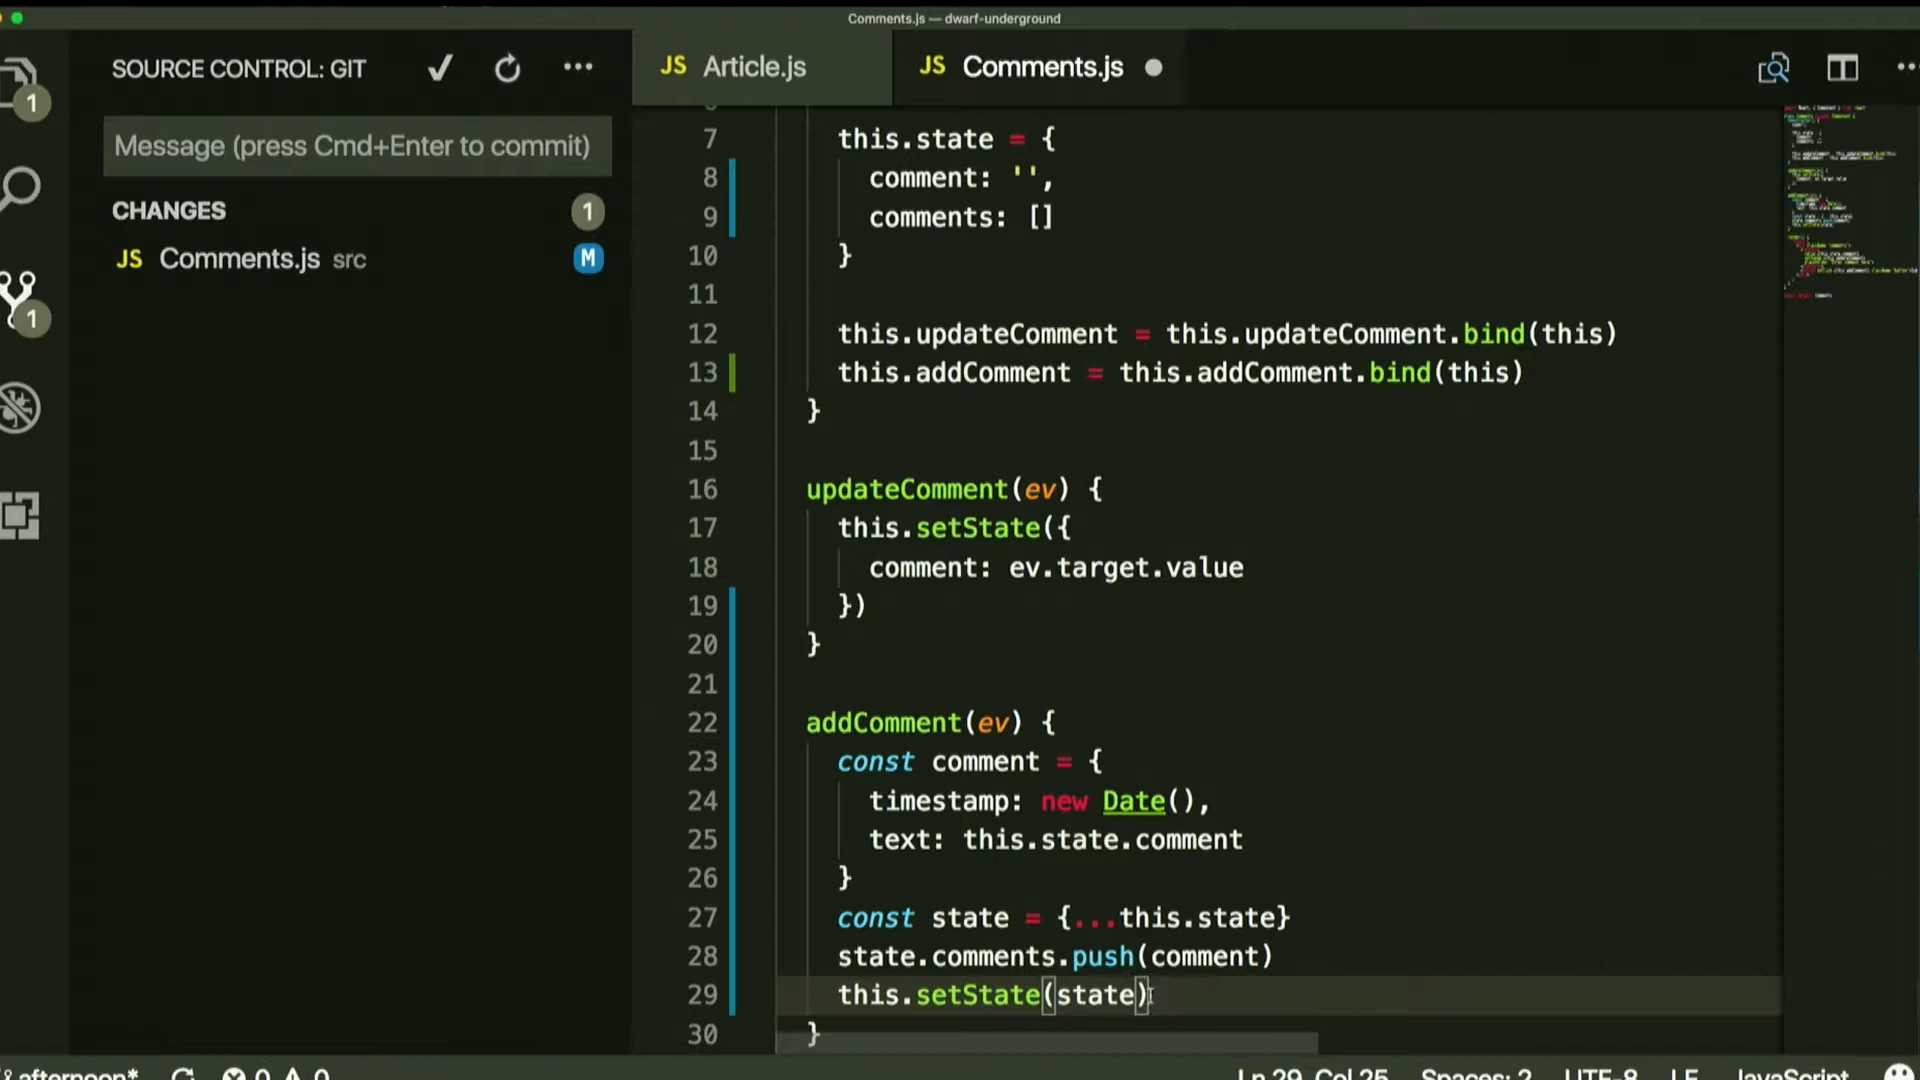 Comments.js — dwarf-underground
SOURCE CONTROL: GIT
JS Article.js
JS Comments.js
1
Message (press Cmd+Enter to commit)
CHANGES 1
JS Comments.js src M
1
7 this.state = {
8 comment: '',
9 comments: []
10 }
11
12 this.updateComment = this.updateComment.bind(this)
13 this.addComment = this.addComment.bind(this)
14 }
15
16 updateComment(ev) {
17 this.setState({
18 comment: ev.target.value
19 })
20 }
21
22 addComment(ev) {
23 const comment = {
24 timestamp: new Date(),
25 text: this.state.comment
26 }
27 const state = {...this.state}
28 state.comments.push(comment)
29 this.setState(state)
30 }
afternoon* 0 0 Ln 29, Col 25 Spaces: 2 UTF-8 LF JavaScript